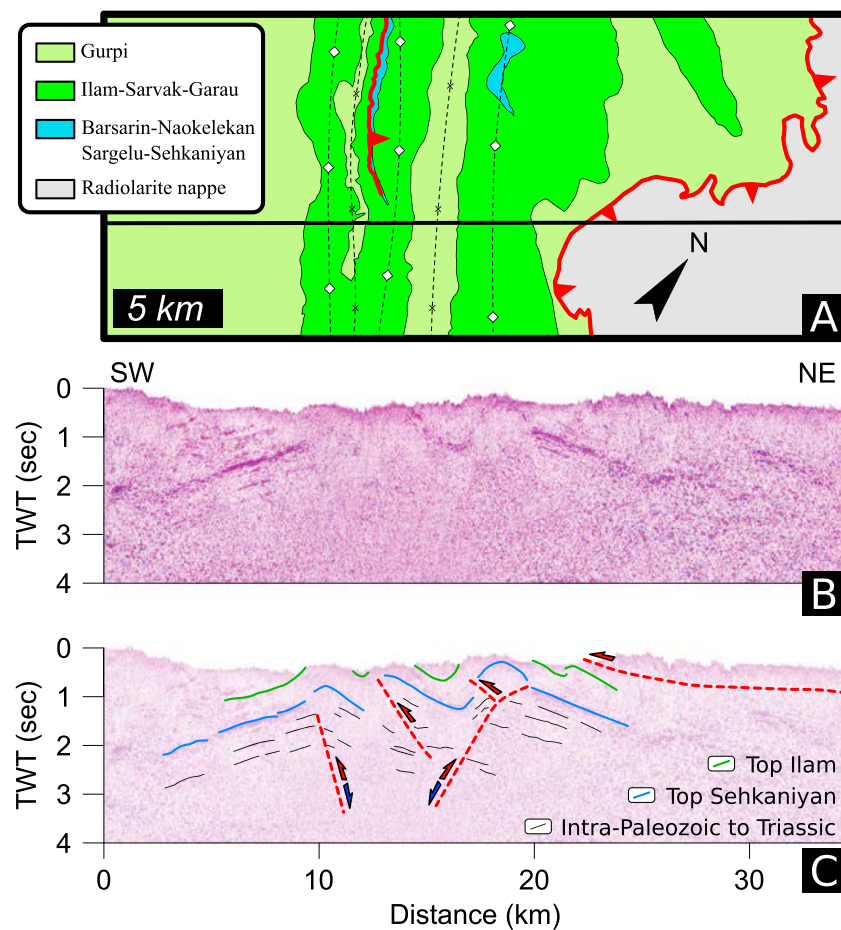 Gurpi
Ilam-Sarvak-Garau
Barsarin-Naokelekan
Sargelu-Sehkaniyan
Radiolarite nappe
N
5 km
A
SW
NE
0
1
2
3
4
TWT (sec)
B
0
1
2
3
4
TWT (sec)
Top Ilam
Top Sehkaniyan
Intra-Paleozoic to Triassic
C
0
10
20
30
Distance (km)